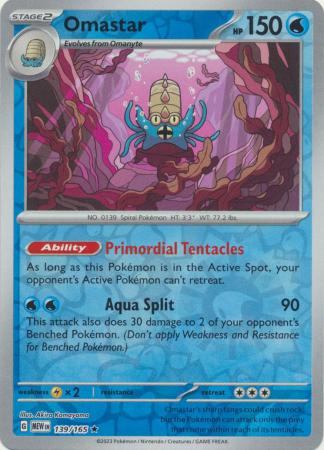 STAGE2
Omastar
HP 150
Evolves from Omanyte
NO. 0139 Spiral Pokémon HT: 3'3" WT: 77.2 lbs.
Ability Primordial Tentacles
As long as this Pokémon is in the Active Spot, your
opponent's Active Pokémon can't retreat.
Aqua Split 90
This attack also does 30 damage to 2 of your opponent's
Benched Pokémon. (Don't apply Weakness and Resistance
for Benched Pokémon.)
weakness ×2 resistance retreat
Illus. Akira Komayama
G MEW EN 139/165 ★
Omastar's sharp fangs could crush rock,
but the Pokémon can attack only the prey
that come within reach of its tentacles.
©2023 Pokémon / Nintendo / Creatures / GAME FREAK